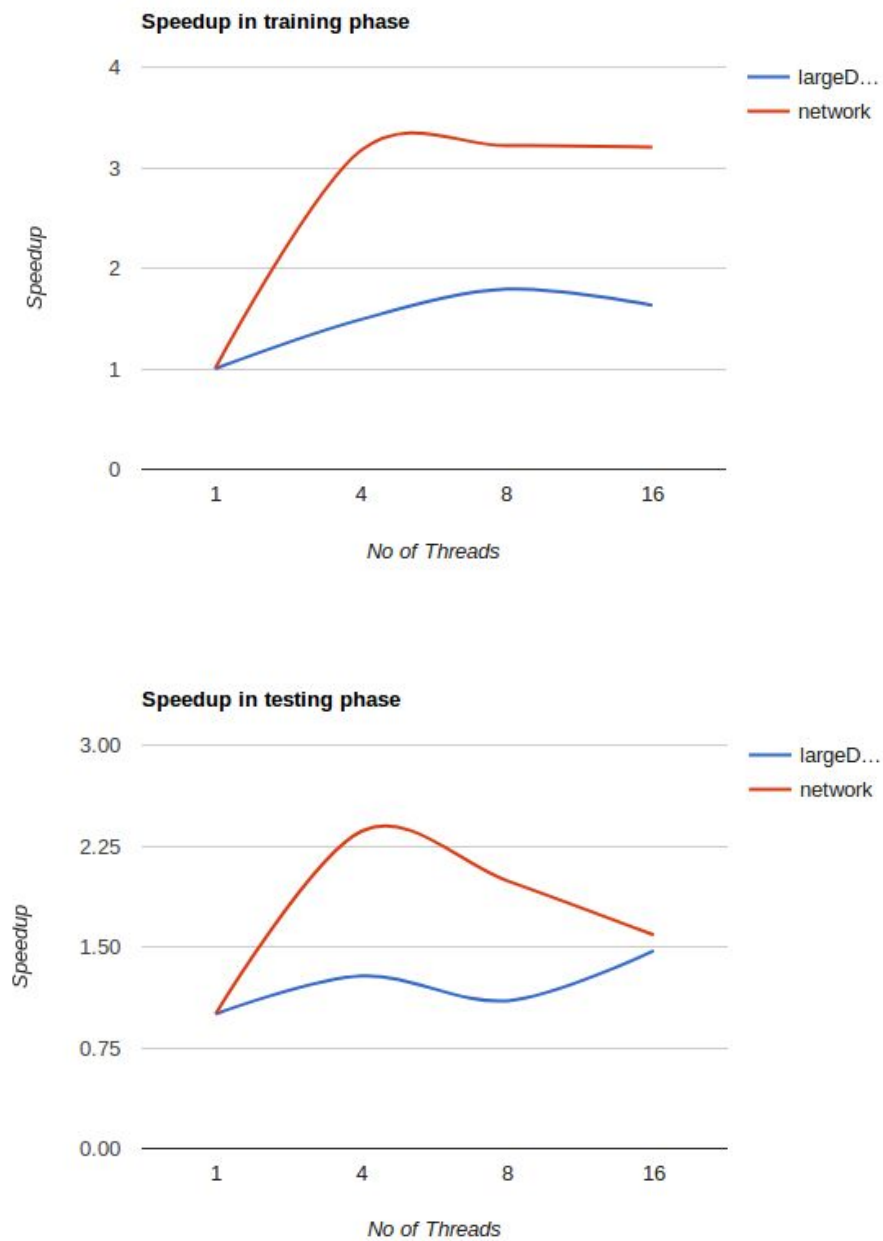 Speedup in training phase
4
3
2
1
0
Speedup
1 4 8 16
No of Threads
largeD...
network
Speedup in testing phase
3.00
2.25
1.50
0.75
0.00
Speedup
1 4 8 16
No of Threads
largeD...
network